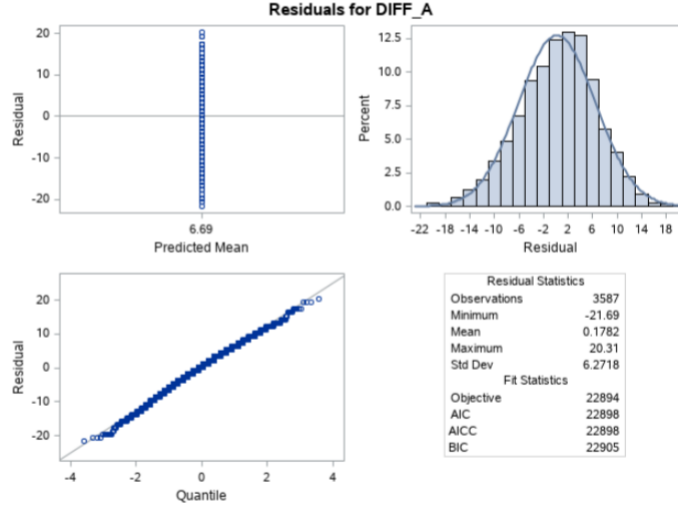 Residuals for DIFF_A
20
10
0
-10
-20
Residual
6.69
Predicted Mean
12.5
10.0
7.5
5.0
2.5
0.0
Percent
-22 -18 -14 -10 -6 -2 2 6 10 14 18
Residual
20
10
0
-10
-20
Residual
-4 -2 0 2 4
Quantile
Residual Statistics
Observations 3587
Minimum -21.69
Mean 0.1782
Maximum 20.31
Std Dev 6.2718
Fit Statistics
Objective 22894
AIC 22898
AICC 22898
BIC 22905